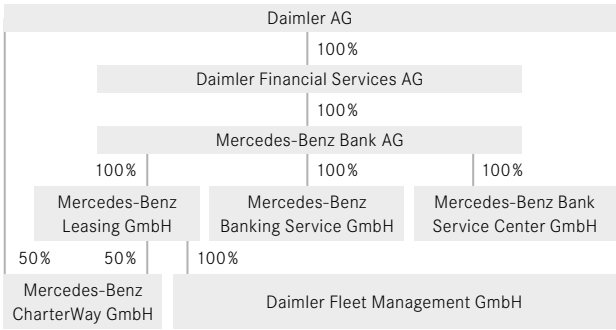 Daimler AG
100%
Daimler Financial Services AG
100%
Mercedes-Benz Bank AG
100% 100% 100%
Mercedes-Benz Leasing GmbH
Mercedes-Benz Banking Service GmbH
Mercedes-Benz Bank Service Center GmbH
50% 50% 100%
Mercedes-Benz
CharterWay GmbH
Daimler Fleet Management GmbH